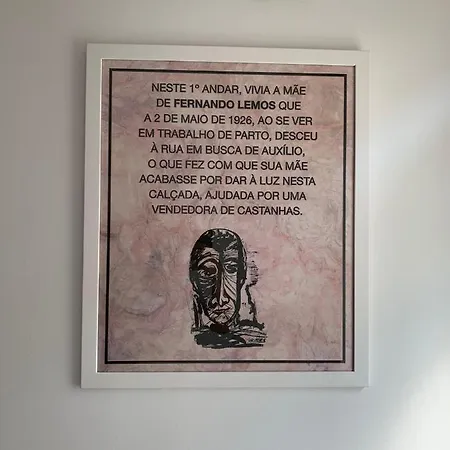 NESTE 1º ANDAR, VIVIA A MÃE
DE FERNANDO LEMOS QUE
A 2 DE MAIO DE 1926, AO SE VER
EM TRABALHO DE PARTO, DESCEU
À RUA EM BUSCA DE AUXÍLIO,
O QUE FEZ COM QUE SUA MÃE
ACABASSE POR DAR À LUZ NESTA
CALÇADA, AJUDADA POR UMA
VENDEDORA DE CASTANHAS.